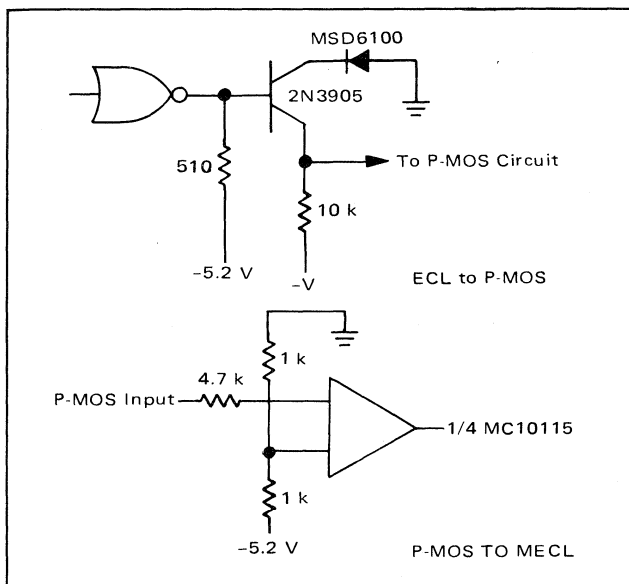 MSD6100
2N3905
510
To P-MOS Circuit
10 k
-5.2 V
-V
ECL to P-MOS
1 k
4.7 k
P-MOS Input
1/4 MC10115
1 k
-5.2 V
P-MOS TO MECL